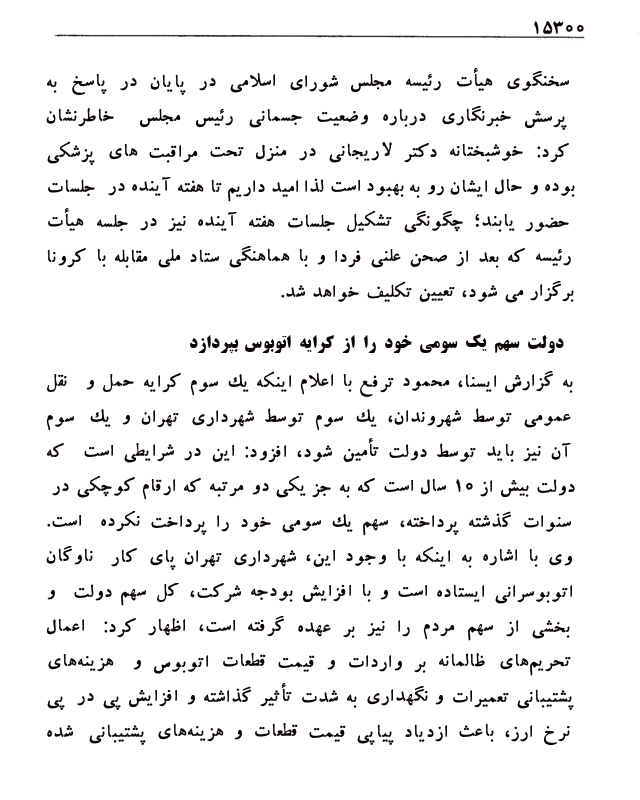 ۱۵۳۰۰
سخنگوی هیأت رئیسه مجلس شورای اسلامی در پایان در پاسخ به
پرسش خبرنگاری درباره وضعیت جسمانی رئیس مجلس خاطرنشان
کرد: خوشبختانه دکتر لاریجانی در منزل تحت مراقبت های پزشکی
بوده و حال ایشان رو به بهبود است لذا امید داریم تا هفته آینده در جلسات
حضور یابند؛ چگونگی تشکیل جلسات هفته آینده نیز در جلسه هیأت
رئیسه که بعد از صحن علنی فردا و با هماهنگی ستاد ملی مقابله با کرونا
برگزار می شود، تعیین تکلیف خواهد شد.
دولت سهم یک سومی خود را از کرایه اتوبوس بپردازد
به گزارش ایسنا، محمود ترفع با اعلام اینکه یك سوم کرایه حمل و نقل
عمومی توسط شهروندان، یك سوم توسط شهرداری تهران و یك سوم
آن نیز باید توسط دولت تأمین شود، افزود: این در شرایطی است که
دولت بیش از ۱۰ سال است که به جز یکی دو مرتبه که ارقام کوچکی در
سنوات گذشته پرداخته، سهم یك سومی خود را پرداخت نکرده است.
وی با اشاره به اینکه با وجود این، شهرداری تهران پای کار ناوگان
اتوبوسرانی ایستاده است و با افزایش بودجه شرکت، کل سهم دولت و
بخشی از سهم مردم را نیز بر عهده گرفته است، اظهار کرد: اعمال
تحریم‌های ظالمانه بر واردات و قیمت قطعات اتوبوس و هزینه‌های
پشتیبانی تعمیرات و نگهداری به شدت تأثیر گذاشته و افزایش پی در پی
نرخ ارز، باعث ازدیاد پیاپی قیمت قطعات و هزینه‌های پشتیبانی شده